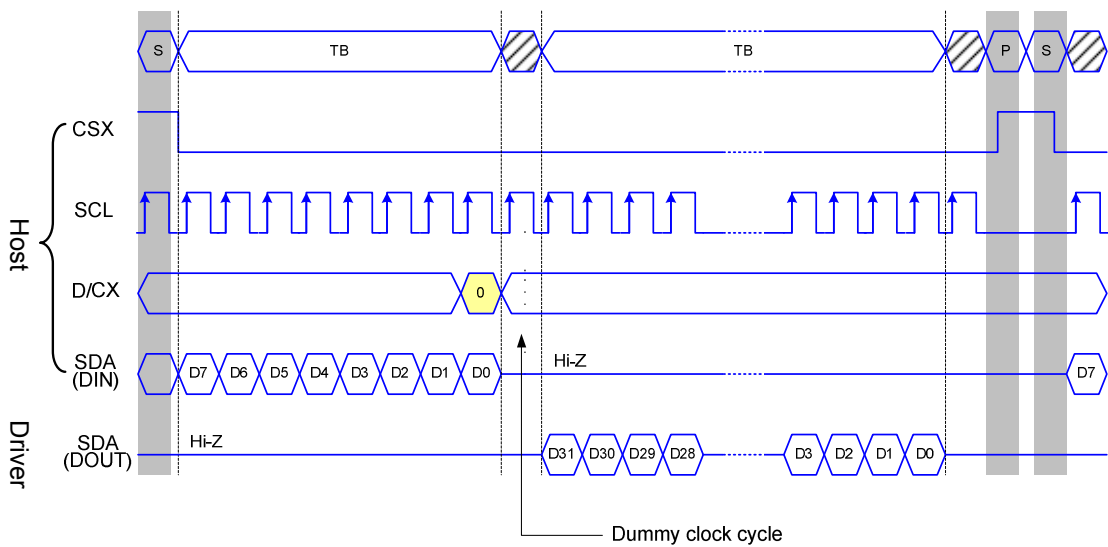 S TB TB P S
CSX
SCL
D/CX 0
SDA
(DIN) D7 D6 D5 D4 D3 D2 D1 D0 Hi-Z D7
SDA
(DOUT) Hi-Z D31 D30 D29 D28 D3 D2 D1 D0
Host
Driver
Dummy clock cycle